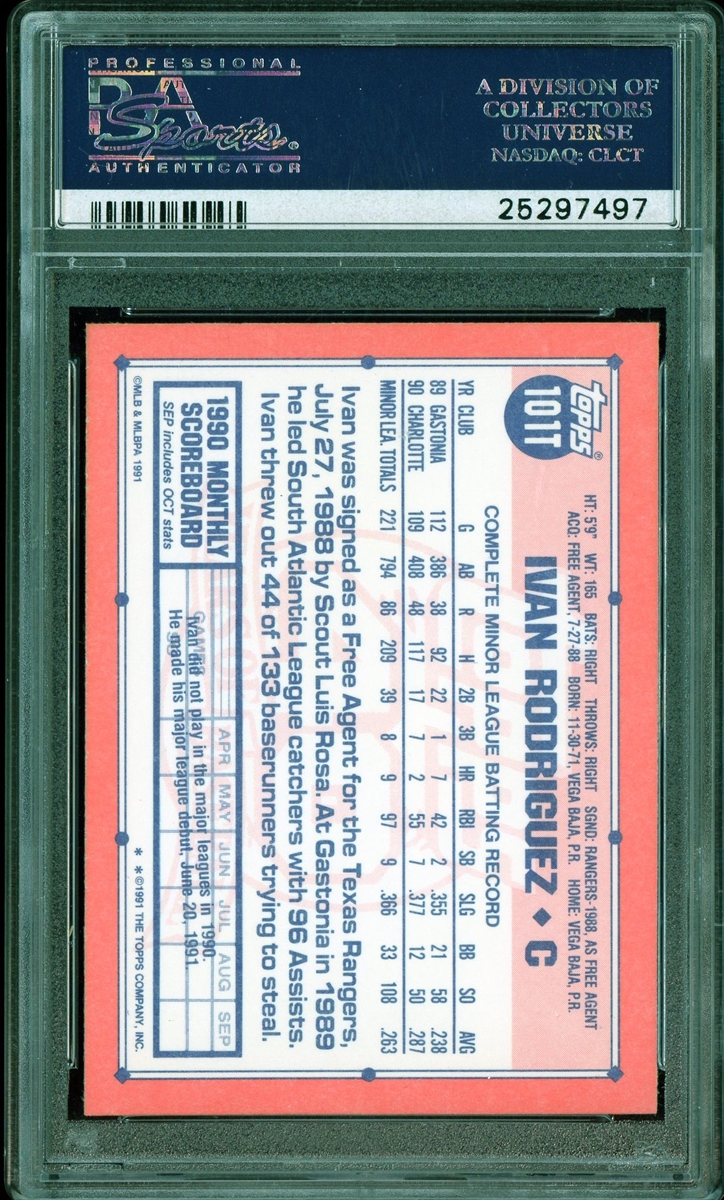 PROFESSIONAL
PSA
Sports®
AUTHENTICATOR
A DIVISION OF
COLLECTORS
UNIVERSE
NASDAQ: CLCT
25297497
topps®
101T
HT: 5'9" WT: 165 BATS: RIGHT THROWS: RIGHT SGND: RANGERS-1988, AS FREE AGENT
ACQ: FREE AGENT, 7-27-88 BORN: 11-30-71, VEGA BAJA, P.R. HOME: VEGA BAJA, P.R.
IVAN RODRIGUEZ ♦ C
COMPLETE MINOR LEAGUE BATTING RECORD
YR CLUB G AB R H 2B 3B HR RBI SB SLG BB SO AVG
89 GASTONIA 112 386 38 92 22 1 7 42 2 .355 21 58 .238
90 CHARLOTTE 109 408 48 117 17 7 2 55 7 .377 12 50 .287
MINOR LEA. TOTALS 221 794 86 209 39 8 9 97 9 .366 33 108 .263
Ivan was signed as a Free Agent for the Texas Rangers,
July 27, 1988 by Scout Luis Rosa. At Gastonia in 1989
he led South Atlantic League catchers with 96 Assists.
Ivan threw out 44 of 133 baserunners trying to steal.
1990 MONTHLY
SCOREBOARD
SEP includes OCT stats
APR MAY JUN JUL AUG SEP
GAMES
Ivan did not play in the major leagues in 1990.
He made his major league debut, June 20, 1991.
©MLB & MLBPA 1991
* * ©1991 THE TOPPS COMPANY, INC.